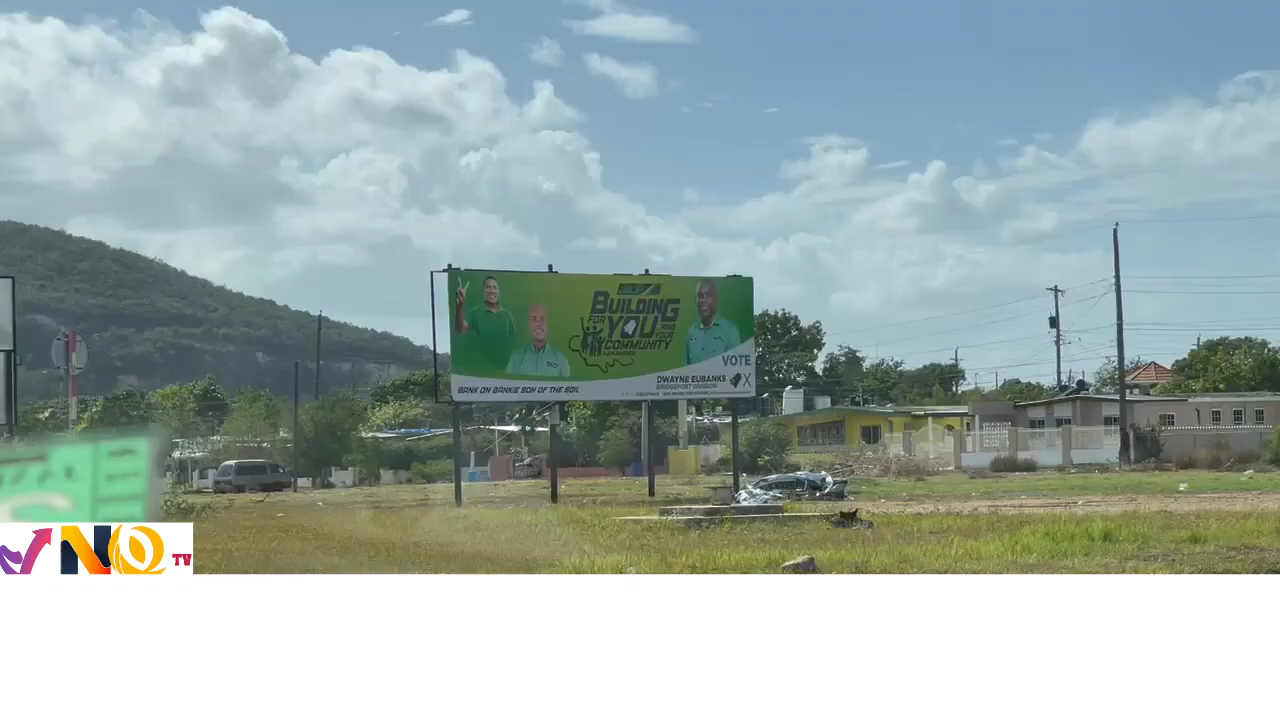 BUILDING
FOR YOU AND
YOUR
COMMUNITY
VOTE
DWAYNE EUBANKS
BRIDGEPORT DIVISION
BANK ON BANKIE SON OF THE SOIL
VNO TV